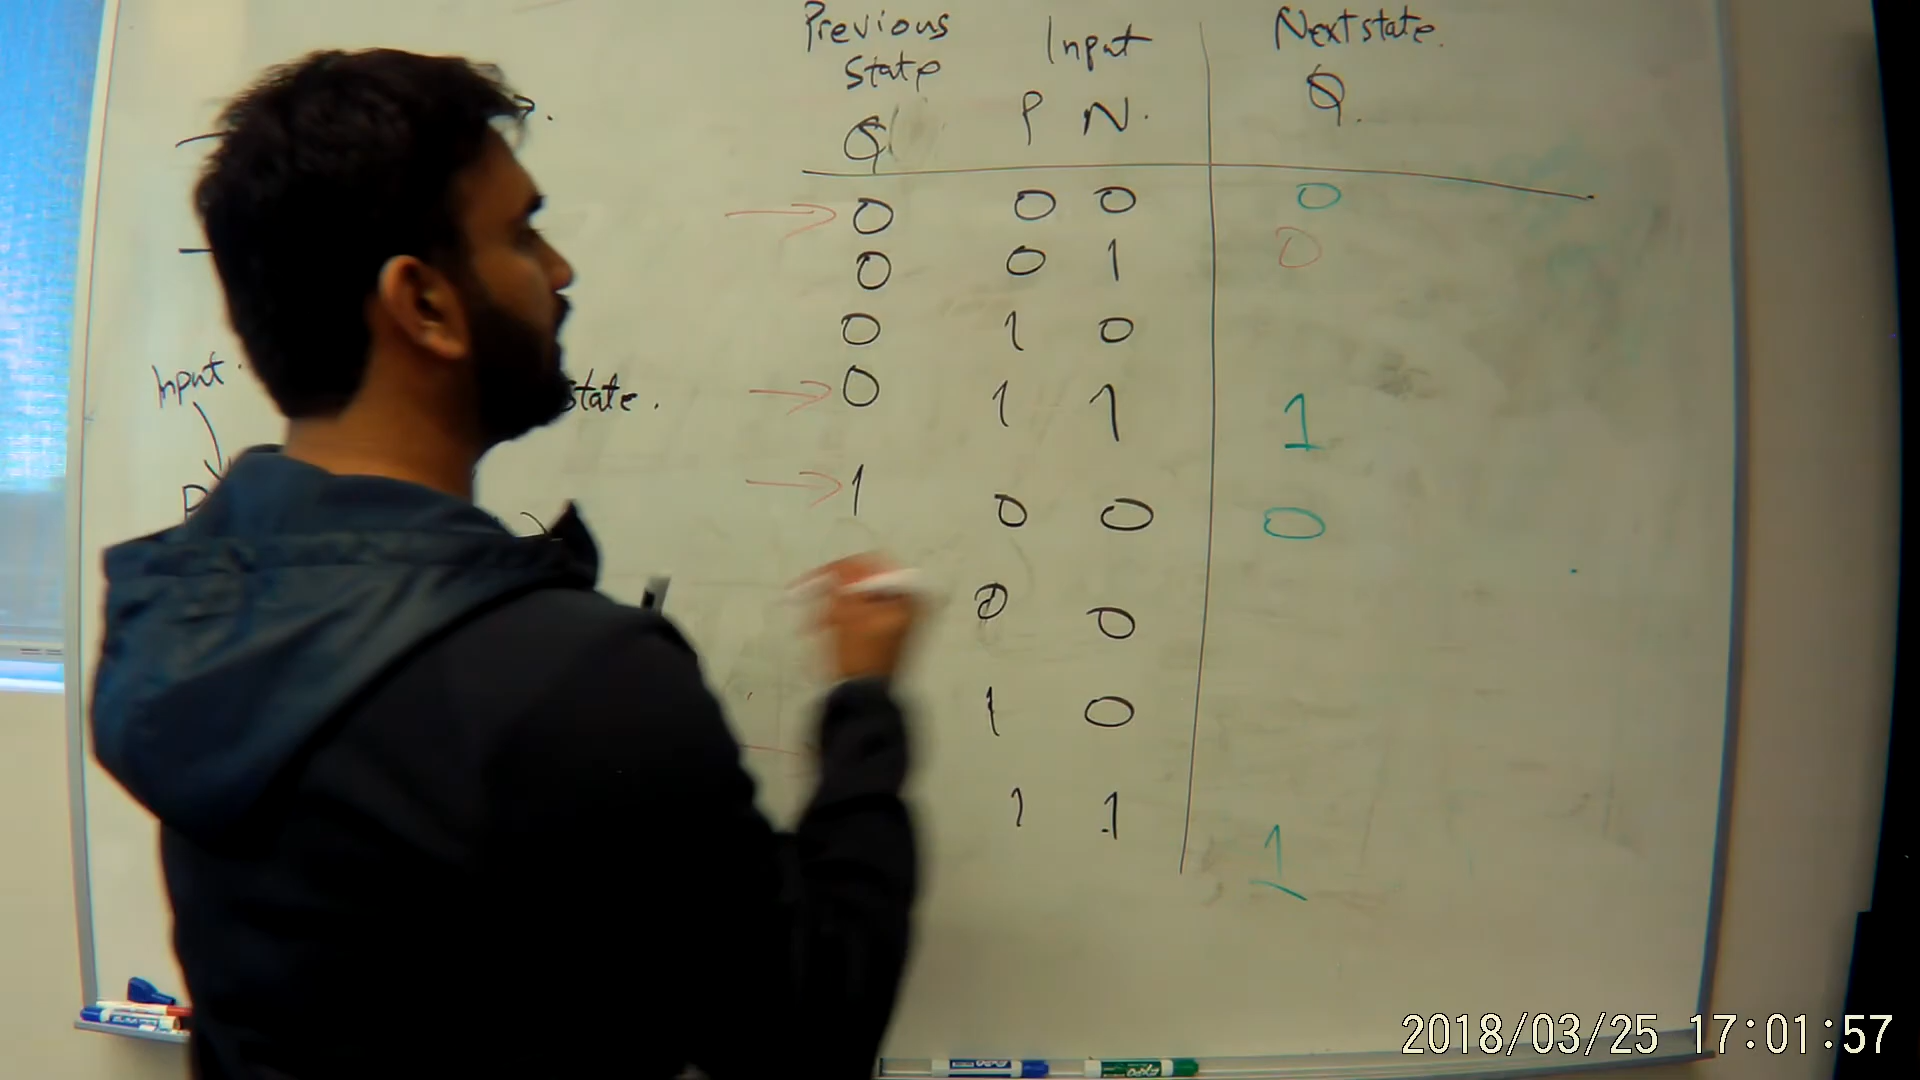 Previous Input Next state.
State
Q P N. Q.
0 0 0 0
0 0 1 0
0 1 0
0 1 1 1
1 0 0 0
0 0
1 0
1 1 1
Input.
state.
P
EXPO
2018/03/25 17:01:57